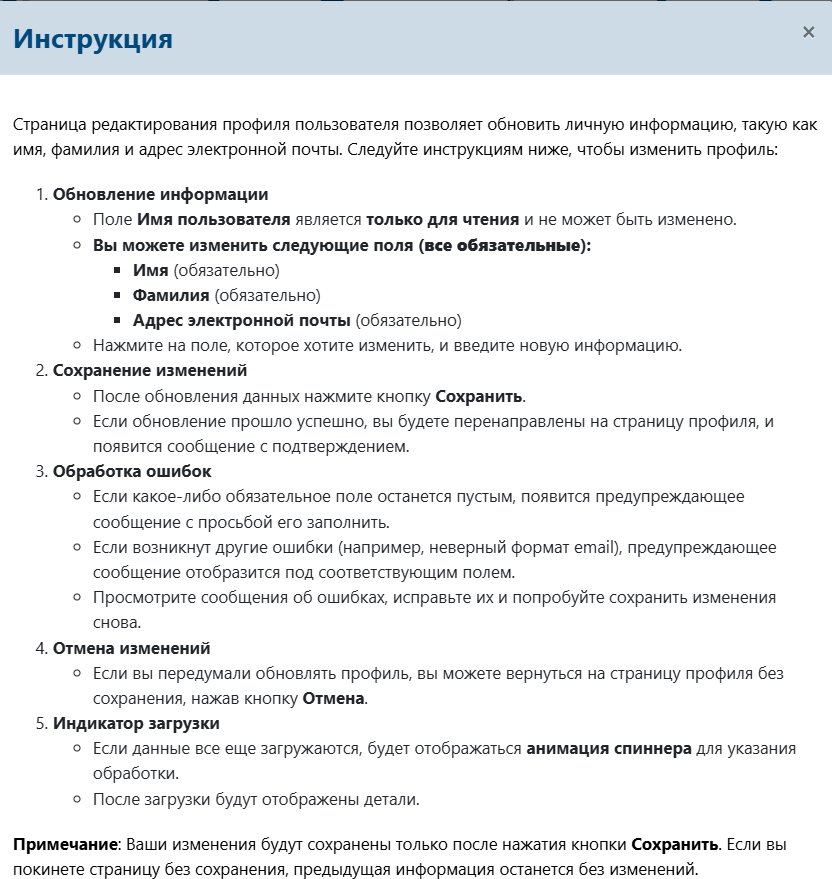 Инструкция
×
Страница редактирования профиля пользователя позволяет обновить личную информацию, такую как
имя, фамилия и адрес электронной почты. Следуйте инструкциям ниже, чтобы изменить профиль:
1. Обновление информации
◦ Поле Имя пользователя является только для чтения и не может быть изменено.
◦ Вы можете изменить следующие поля (все обязательные):
▪ Имя (обязательно)
▪ Фамилия (обязательно)
▪ Адрес электронной почты (обязательно)
◦ Нажмите на поле, которое хотите изменить, и введите новую информацию.
2. Сохранение изменений
◦ После обновления данных нажмите кнопку Сохранить.
◦ Если обновление прошло успешно, вы будете перенаправлены на страницу профиля, и
появится сообщение с подтверждением.
3. Обработка ошибок
◦ Если какое-либо обязательное поле останется пустым, появится предупреждающее
сообщение с просьбой его заполнить.
◦ Если возникнут другие ошибки (например, неверный формат email), предупреждающее
сообщение отобразится под соответствующим полем.
◦ Просмотрите сообщения об ошибках, исправьте их и попробуйте сохранить изменения
снова.
4. Отмена изменений
◦ Если вы передумали обновлять профиль, вы можете вернуться на страницу профиля без
сохранения, нажав кнопку Отмена.
5. Индикатор загрузки
◦ Если данные все еще загружаются, будет отображаться анимация спиннера для указания
обработки.
◦ После загрузки будут отображены детали.
Примечание: Ваши изменения будут сохранены только после нажатия кнопки Сохранить. Если вы
покинете страницу без сохранения, предыдущая информация останется без изменений.